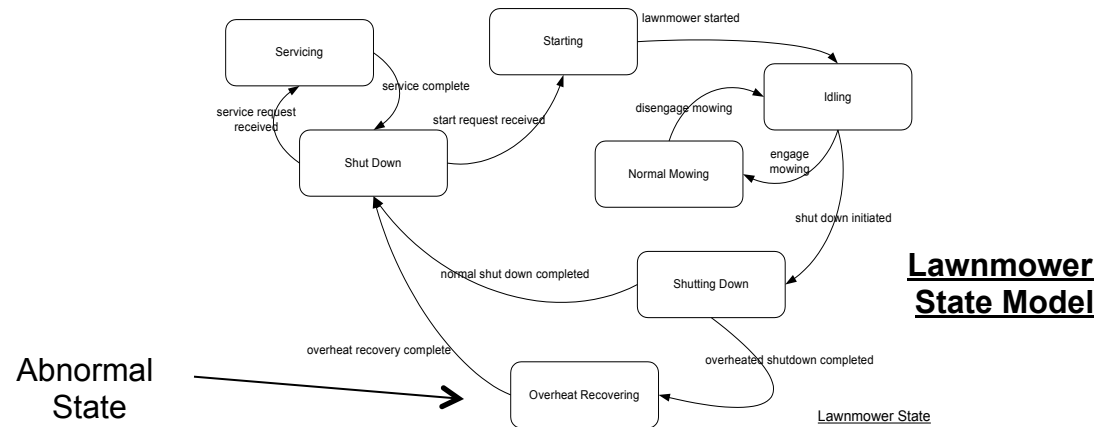 lawnmower started
Starting
Servicing
service complete
Idling
disengage mowing
service request
received
start request received
Shut Down
engage
mowing
Normal Mowing
shut down initiated
Lawnmower
State Model
normal shut down completed
Shutting Down
overheat recovery complete
overheated shutdown completed
Abnormal
State
Overheat Recovering
Lawnmower State